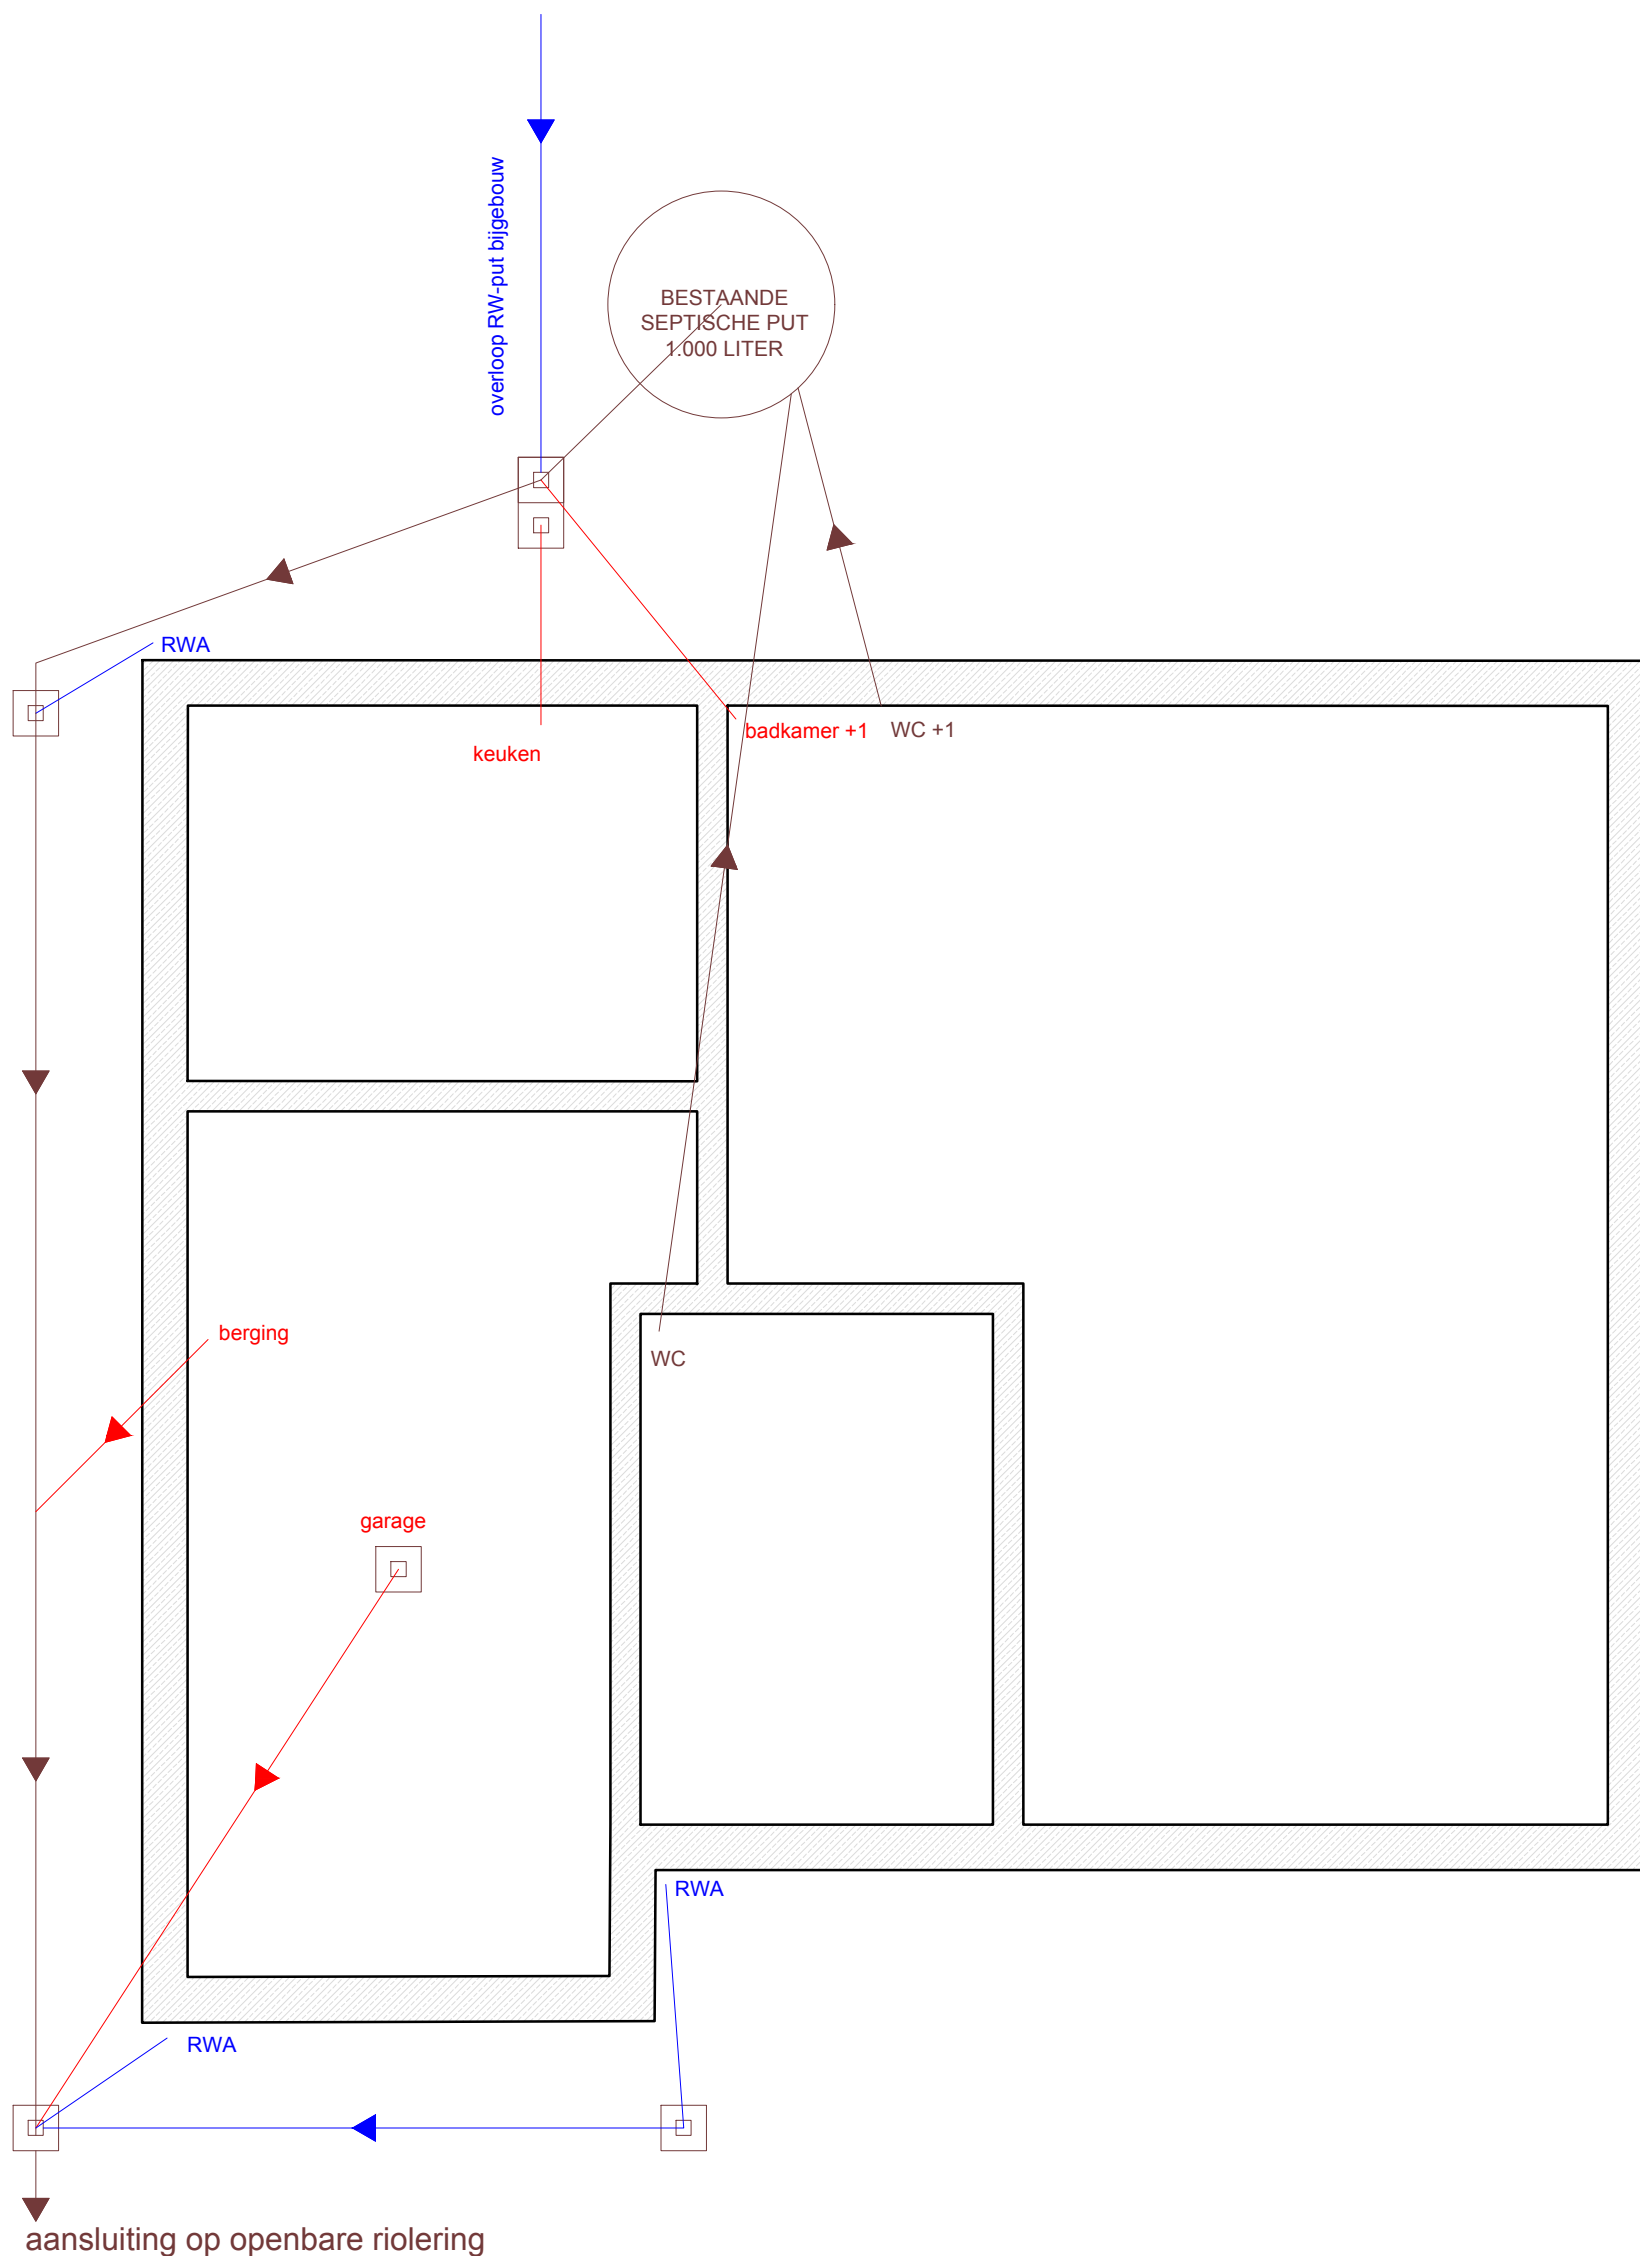 overloop RW-put bijgebouw
BESTAANDE
SEPTISCHE PUT
1.000 LITER
RWA
keuken
badkamer +1
WC +1
berging
WC
garage
RWA
RWA
aansluiting op openbare riolering